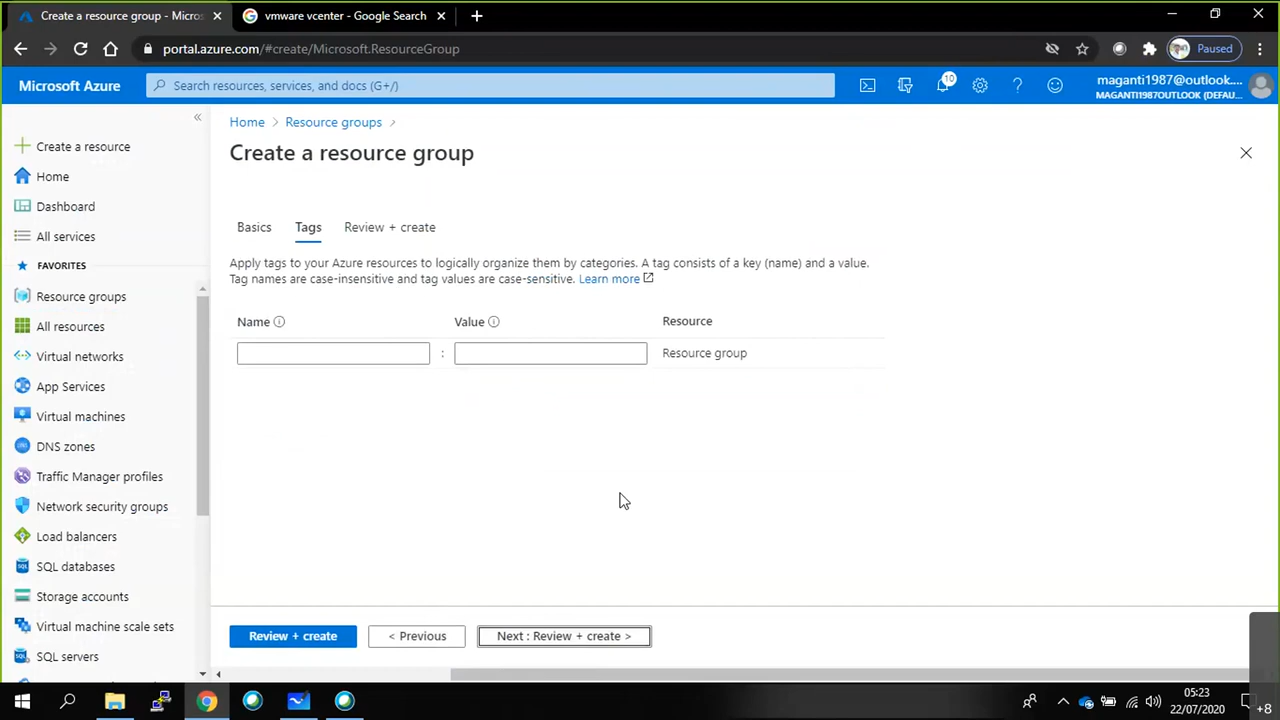 Create a resource group - Micros
vmware vcenter - Google Search
portal.azure.com/#create/Microsoft.ResourceGroup
Paused
Microsoft Azure
Search resources, services, and docs (G+/)
10
maganti1987@outlook....
MAGANTI1987OUTLOOK (DEFAU...
Home > Resource groups >
Create a resource group
Create a resource
Home
Dashboard
All services
FAVORITES
Resource groups
All resources
Virtual networks
App Services
Virtual machines
DNS zones
Traffic Manager profiles
Network security groups
Load balancers
SQL databases
Storage accounts
Virtual machine scale sets
SQL servers
Basics
Tags
Review + create
Apply tags to your Azure resources to logically organize them by categories. A tag consists of a key (name) and a value.
Tag names are case-insensitive and tag values are case-sensitive. Learn more
Name
Value
Resource
:
Resource group
Review + create
< Previous
Next : Review + create >
05:23
22/07/2020
+8